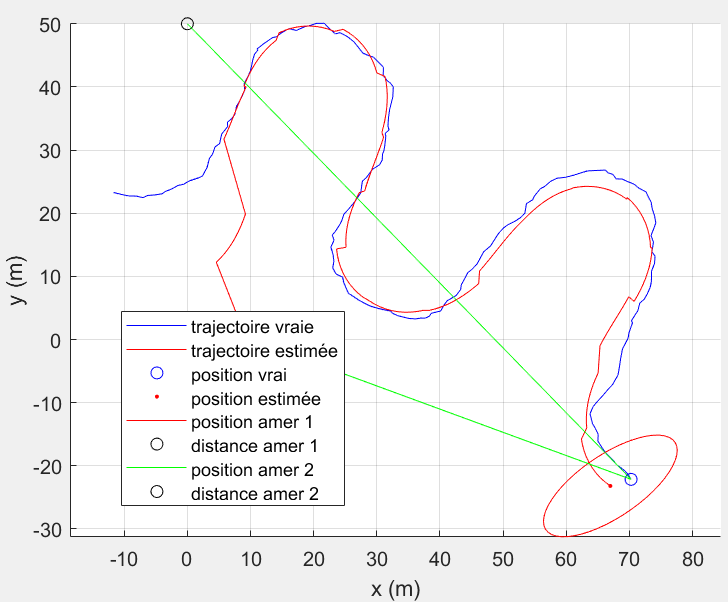 50
40
30
20
10
0
-10
-20
-30
y (m)
trajectoire vraie
trajectoire estimée
position vrai
position estimée
position amer 1
distance amer 1
position amer 2
distance amer 2
-10 0 10 20 30 40 50 60 70 80
x (m)